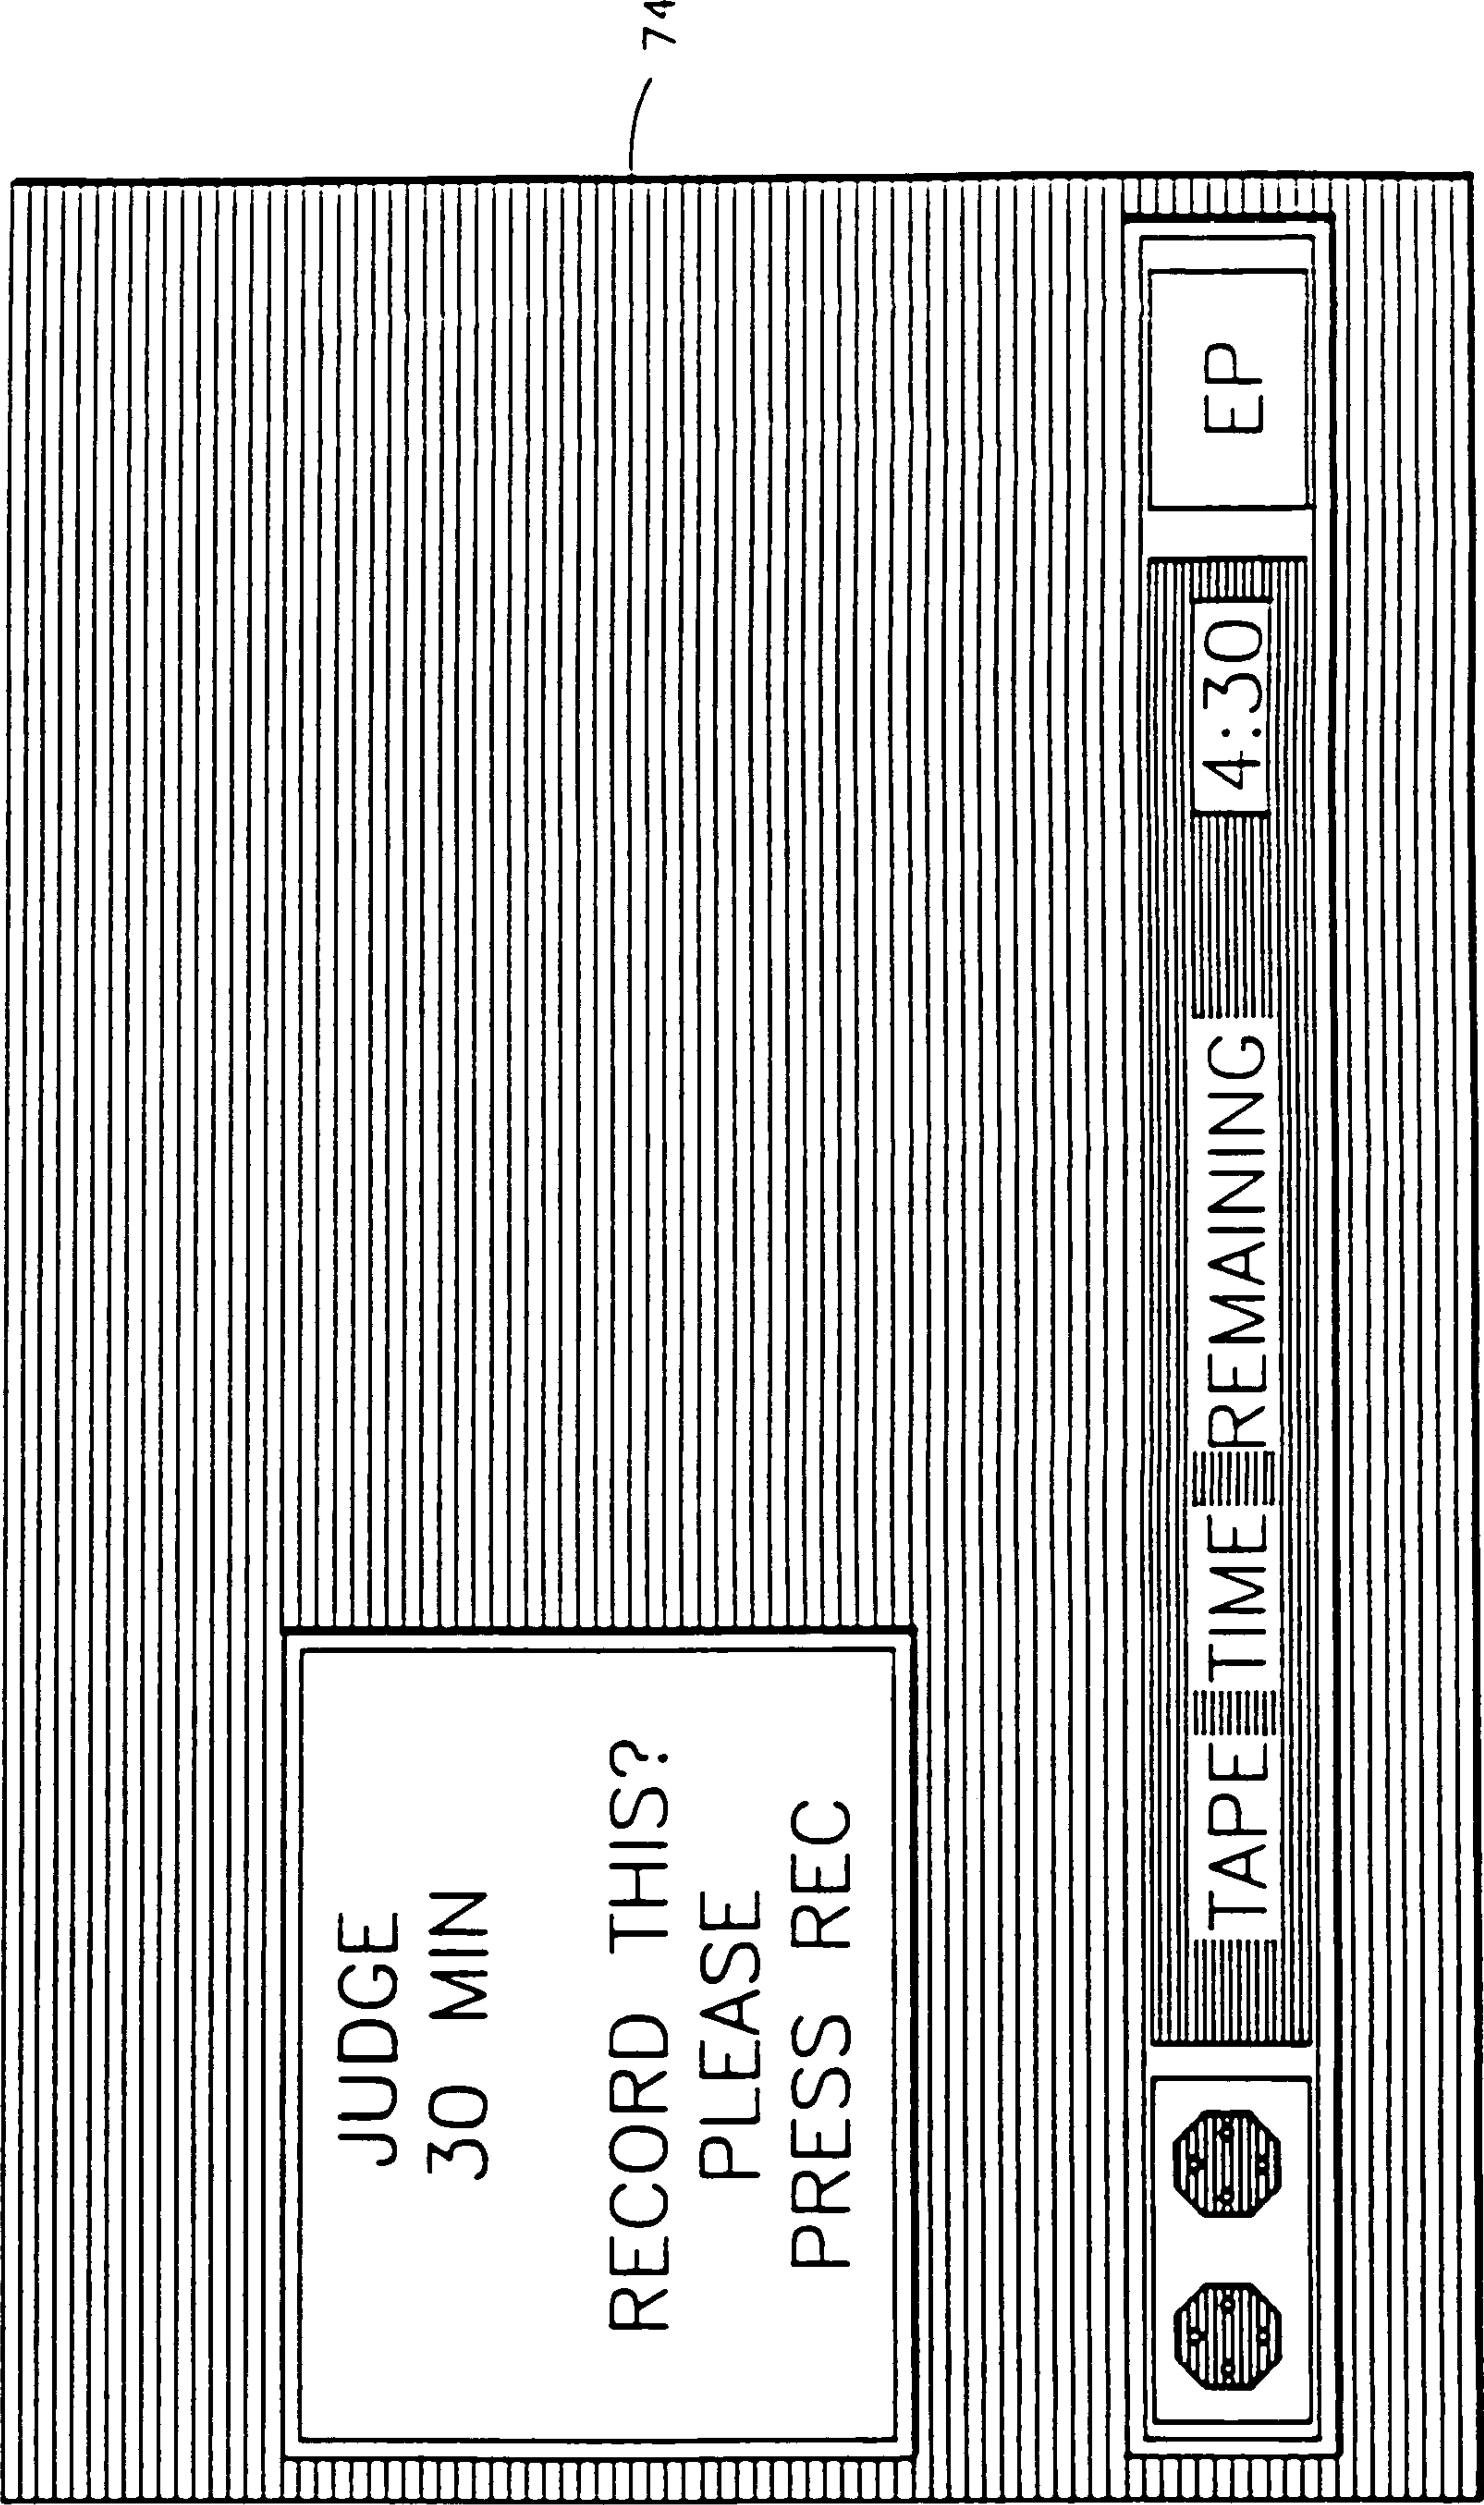 74
JUDGE
30 MIN
RECORD THIS?
PLEASE
PRESS REC
TAPE TIME REMAINING 4:30 EP